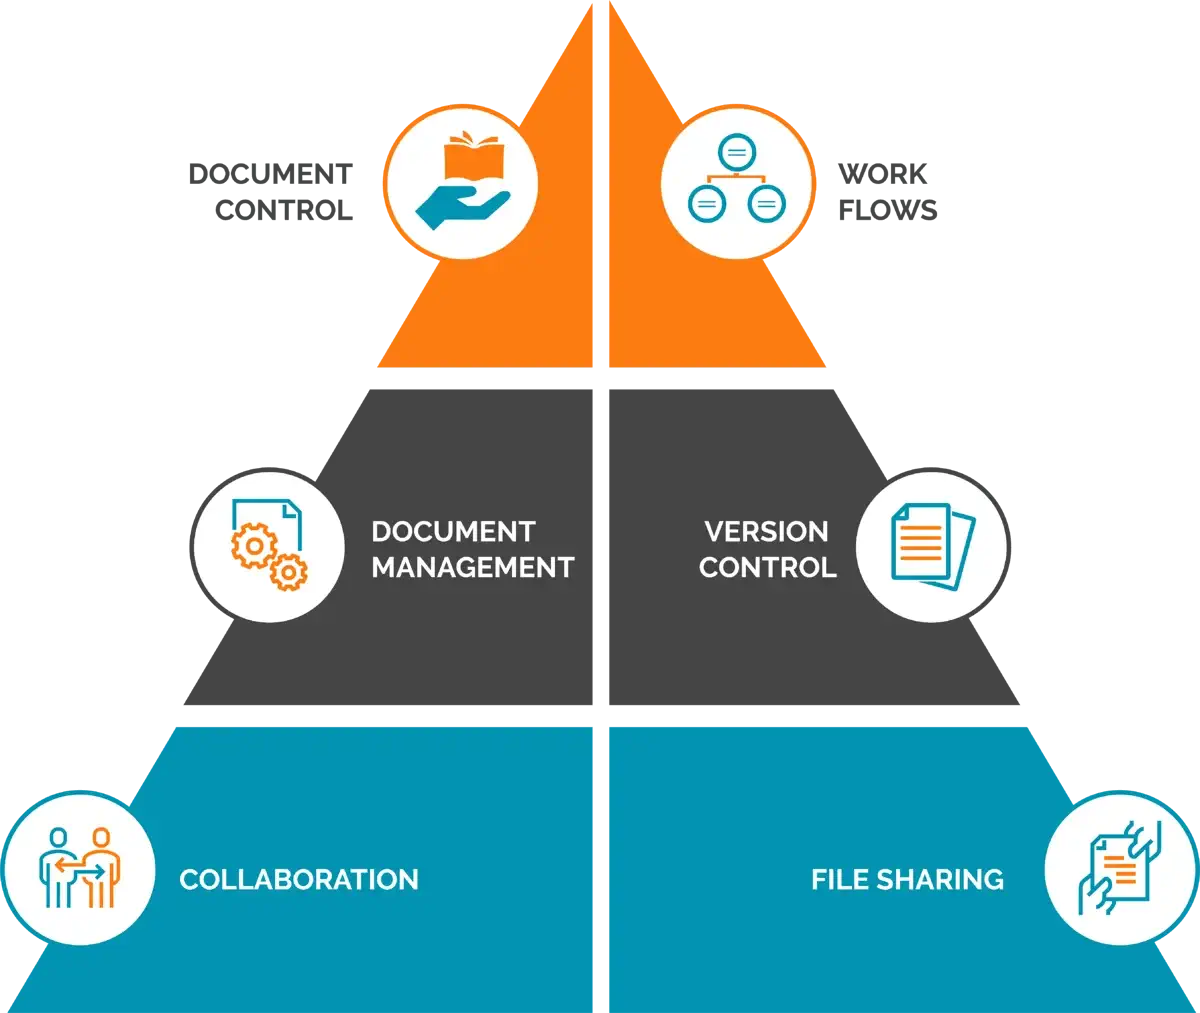 DOCUMENT
CONTROL
WORK
FLOWS
DOCUMENT
MANAGEMENT
VERSION
CONTROL
COLLABORATION
FILE SHARING